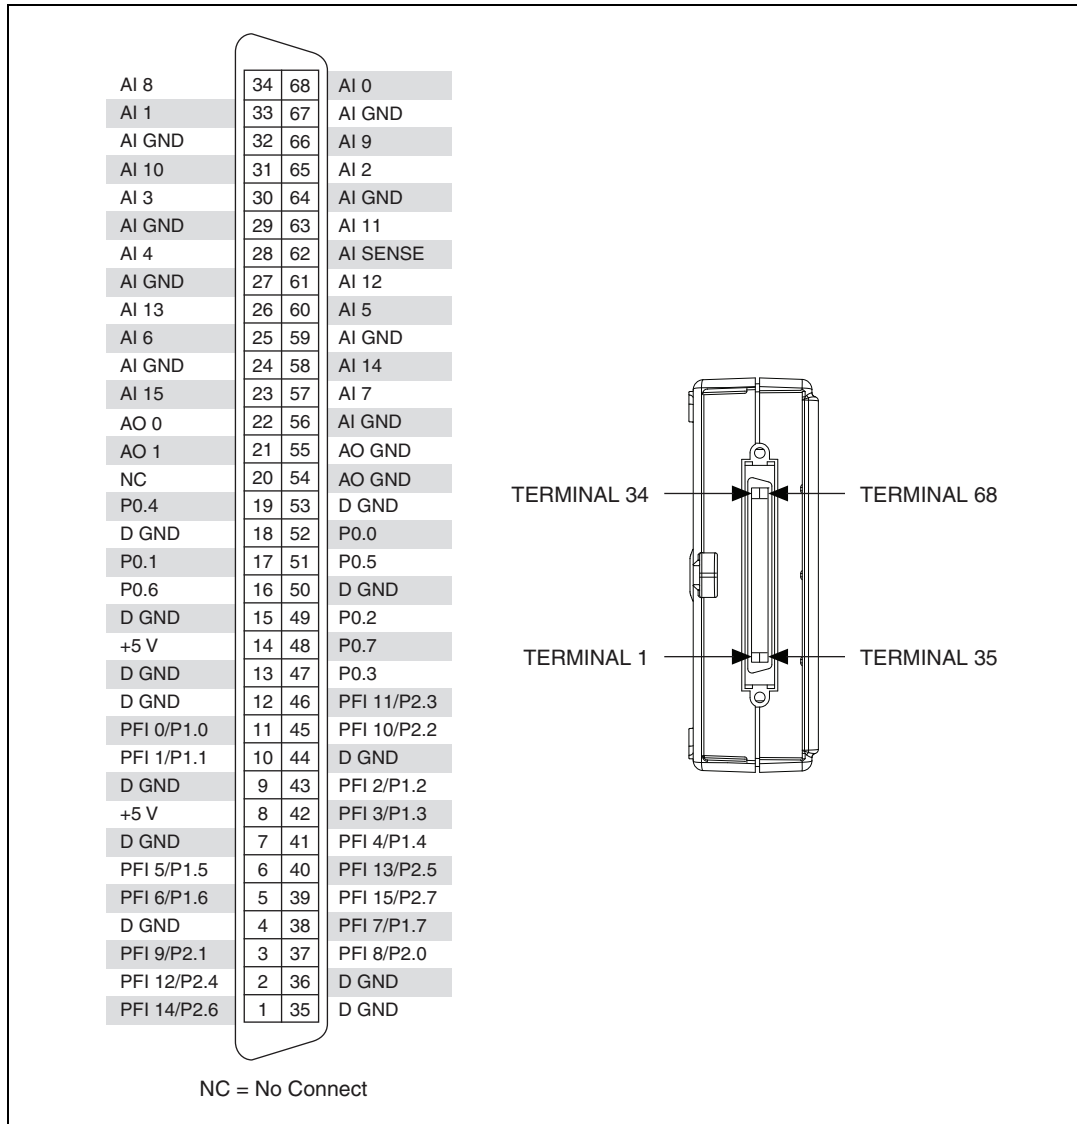 AI 8 34 68 AI 0
AI 1 33 67 AI GND
AI GND 32 66 AI 9
AI 10 31 65 AI 2
AI 3 30 64 AI GND
AI GND 29 63 AI 11
AI 4 28 62 AI SENSE
AI GND 27 61 AI 12
AI 13 26 60 AI 5
AI 6 25 59 AI GND
AI GND 24 58 AI 14
AI 15 23 57 AI 7
AO 0 22 56 AI GND
AO 1 21 55 AO GND
NC 20 54 AO GND
P0.4 19 53 D GND
D GND 18 52 P0.0
P0.1 17 51 P0.5
P0.6 16 50 D GND
D GND 15 49 P0.2
+5 V 14 48 P0.7
D GND 13 47 P0.3
D GND 12 46 PFI 11/P2.3
PFI 0/P1.0 11 45 PFI 10/P2.2
PFI 1/P1.1 10 44 D GND
D GND 9 43 PFI 2/P1.2
+5 V 8 42 PFI 3/P1.3
D GND 7 41 PFI 4/P1.4
PFI 5/P1.5 6 40 PFI 13/P2.5
PFI 6/P1.6 5 39 PFI 15/P2.7
D GND 4 38 PFI 7/P1.7
PFI 9/P2.1 3 37 PFI 8/P2.0
PFI 12/P2.4 2 36 D GND
PFI 14/P2.6 1 35 D GND
NC = No Connect
TERMINAL 34 TERMINAL 68
TERMINAL 1 TERMINAL 35